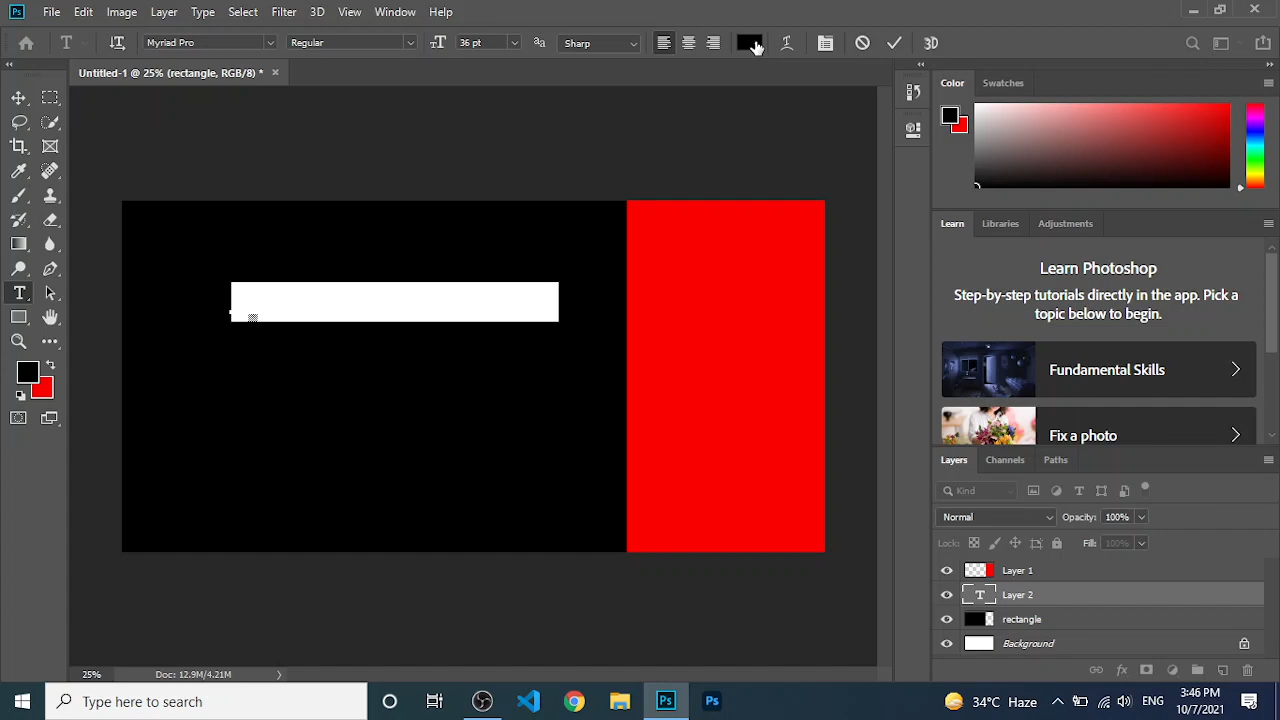 Ps File Edit Image Layer Type Select Filter 3D View Window Help
T Myriad Pro Regular 36 pt Sharp 3D
Untitled-1 @ 25% (rectangle, RGB/8) *
Color Swatches
Learn Libraries Adjustments
Learn Photoshop
Step-by-step tutorials directly in the app. Pick a
topic below to begin.
Fundamental Skills
Fix a photo
Layers Channels Paths
Kind
Normal Opacity: 100%
Lock: Fill: 100%
Layer 1
T Layer 2
rectangle
Background
25% Doc: 12.9M/4.21M
Type here to search Ps Ps 34°C Haze ENG 3:46 PM
10/7/2021